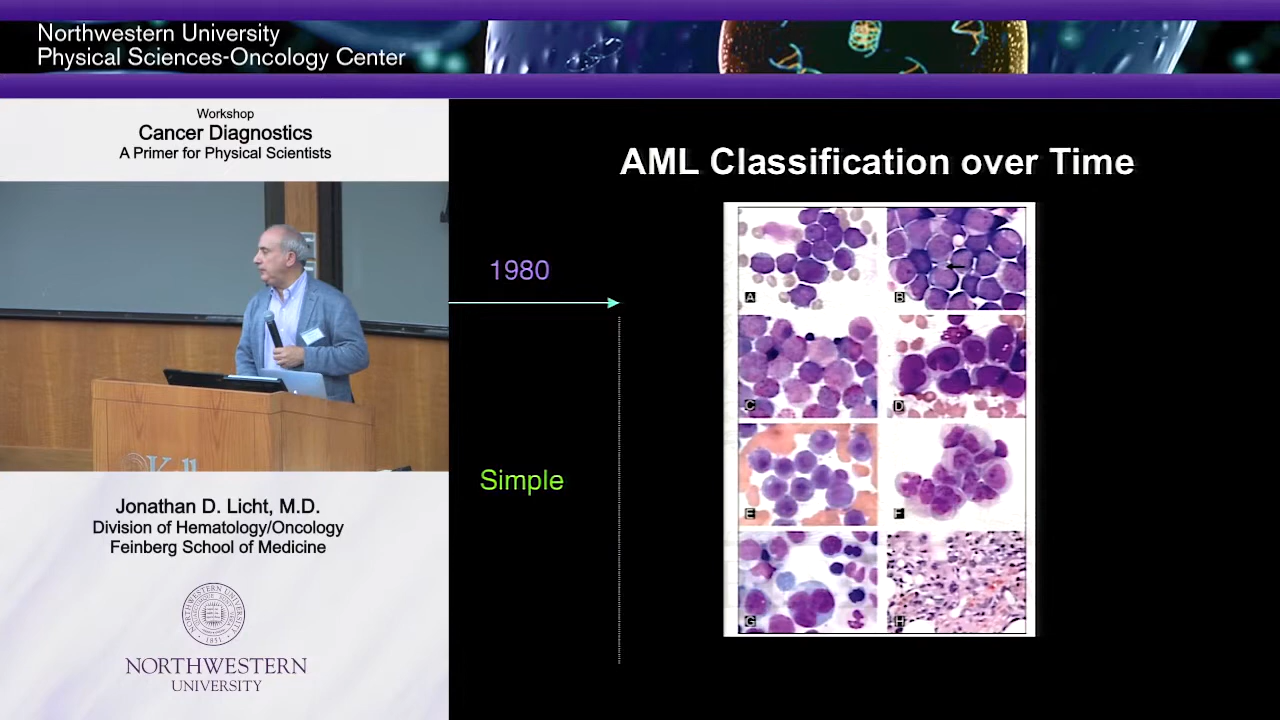 Northwestern University
Physical Sciences-Oncology Center
Workshop
Cancer Diagnostics
A Primer for Physical Scientists
Jonathan D. Licht, M.D.
Division of Hematology/Oncology
Feinberg School of Medicine
1851
NORTHWESTERN
UNIVERSITY
AML Classification over Time
1980
Simple
A
B
C
D
E
F
G
H